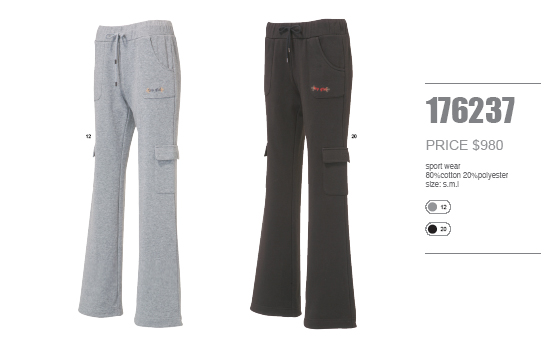 176237
PRICE $980
sport wear
80%cotton 20%polyester
size: s.m.l
12
20
12
20